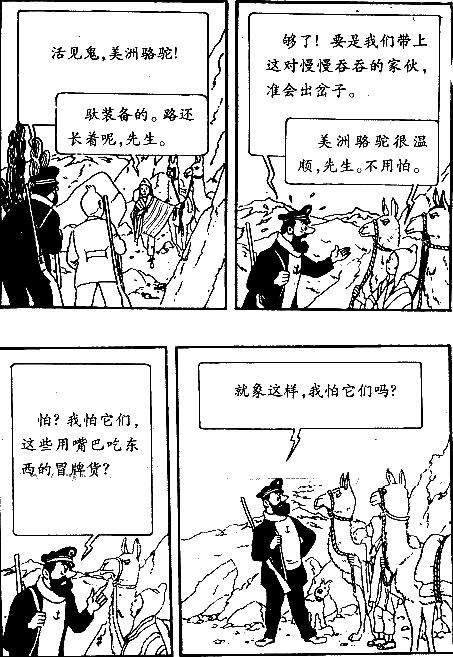 活见鬼,美洲骆驼!
驮装备的。路还
长着呢,先生。
够了!要是我们带上
这对慢慢吞吞的家伙,
准会出岔子。
美洲骆驼很温
顺,先生。不用怕。
怕?我怕它们,
这些用嘴巴吃东
西的冒牌货?
就象这样,我怕它们吗?